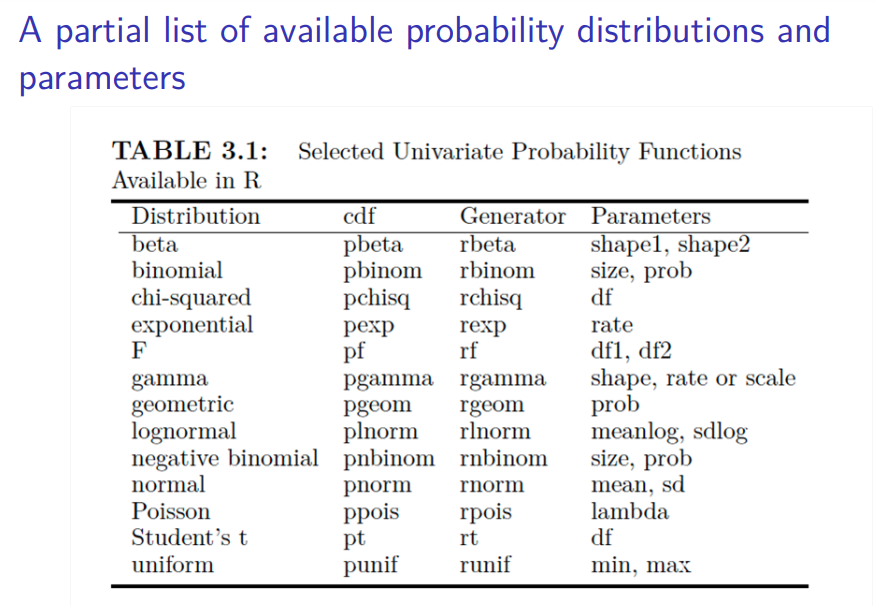 A partial list of available probability distributions and
parameters
TABLE 3.1: Selected Univariate Probability Functions
Available in R
Distribution cdf Generator Parameters
beta pbeta rbeta shape1, shape2
binomial pbinom rbinom size, prob
chi-squared pchisq rchisq df
exponential pexp rexp rate
F pf rf df1, df2
gamma pgamma rgamma shape, rate or scale
geometric pgeom rgeom prob
lognormal plnorm rlnorm meanlog, sdlog
negative binomial pnbinom rnbinom size, prob
normal pnorm rnorm mean, sd
Poisson ppois rpois lambda
Student's t pt rt df
uniform punif runif min, max